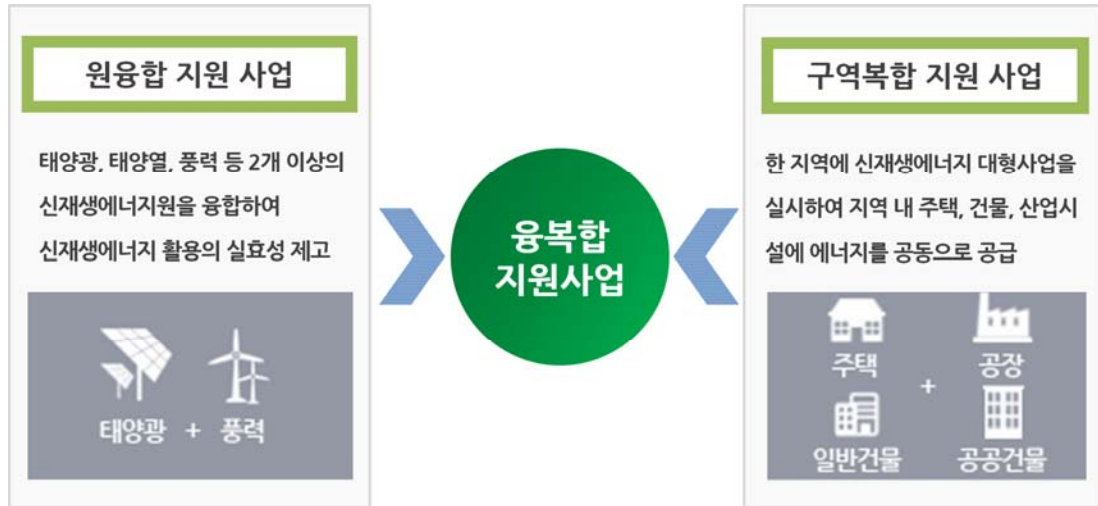 원융합 지원 사업
태양광, 태양열, 풍력 등 2개 이상의
신재생에너지원을 융합하여
신재생에너지 활용의 실효성 제고
태양광 + 풍력
융복합
지원사업
구역복합 지원 사업
한 지역에 신재생에너지 대형사업을
실시하여 지역 내 주택, 건물, 산업시
설에 에너지를 공동으로 공급
주택 + 공장
일반건물 공공건물